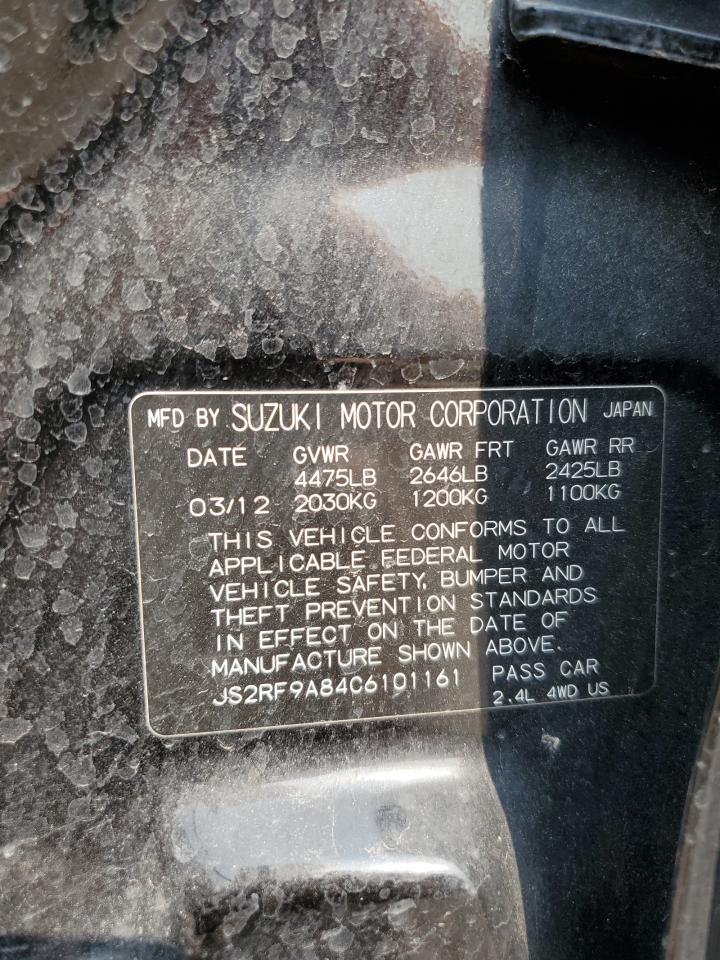 MFD BY SUZUKI MOTOR CORPORATION JAPAN
DATE GVWR GAWR FRT GAWR RR
4475LB 2646LB 2425LB
03/12 2030KG 1200KG 1100KG
THIS VEHICLE CONFORMS TO ALL
APPLICABLE FEDERAL MOTOR
VEHICLE SAFETY, BUMPER AND
THEFT PREVENTION STANDARDS
IN EFFECT ON THE DATE OF
MANUFACTURE SHOWN ABOVE.
JS2RF9A84C6101161 PASS CAR
2.4L 4WD US